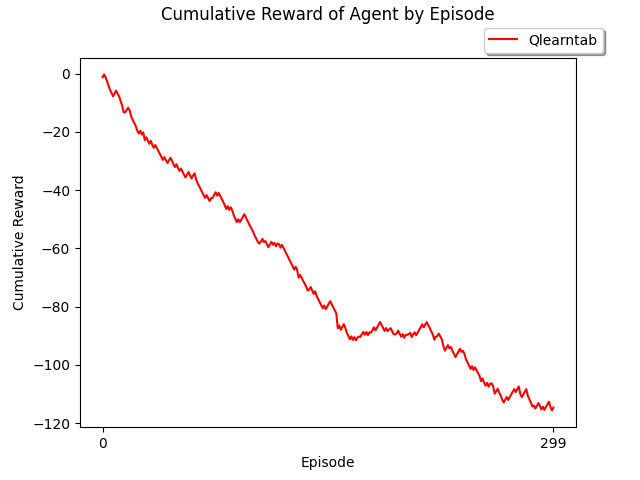 Cumulative Reward of Agent by Episode
Qlearntab
0
−20
−40
−60
−80
−100
−120
Cumulative Reward
0 299
Episode